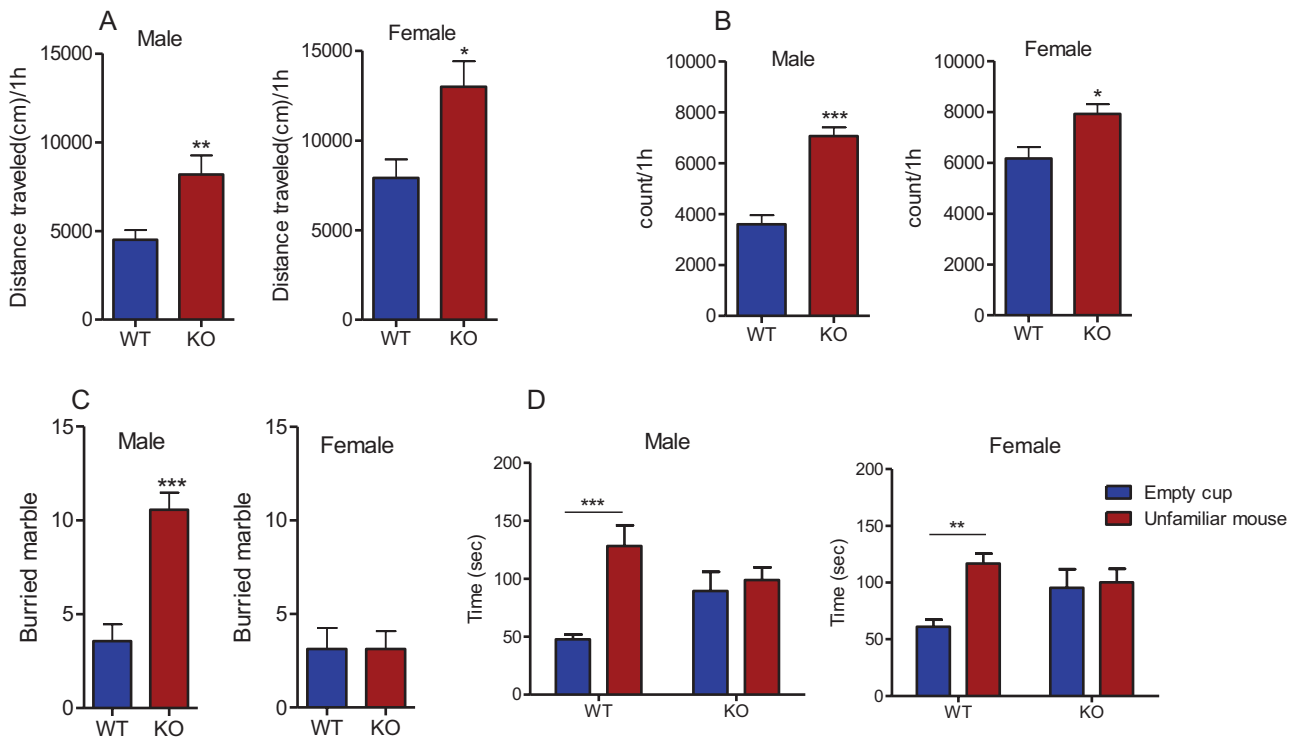 A
Male
15000
10000
5000
0
Distance traveled(cm)/1h
**
WT KO
Female
15000
10000
5000
0
Distance traveled(cm)/1h
*
WT KO
B
Male
10000
8000
6000
4000
2000
0
count/1h
***
WT KO
Female
10000
8000
6000
4000
2000
0
count/1h
*
WT KO
C
Male
15
10
5
0
Burried marble
***
WT KO
Female
15
10
5
0
Burried marble
WT KO
D
Male
200
150
100
50
0
Time (sec)
***
WT KO
Female
200
150
100
50
0
Time (sec)
**
WT KO
Empty cup
Unfamiliar mouse